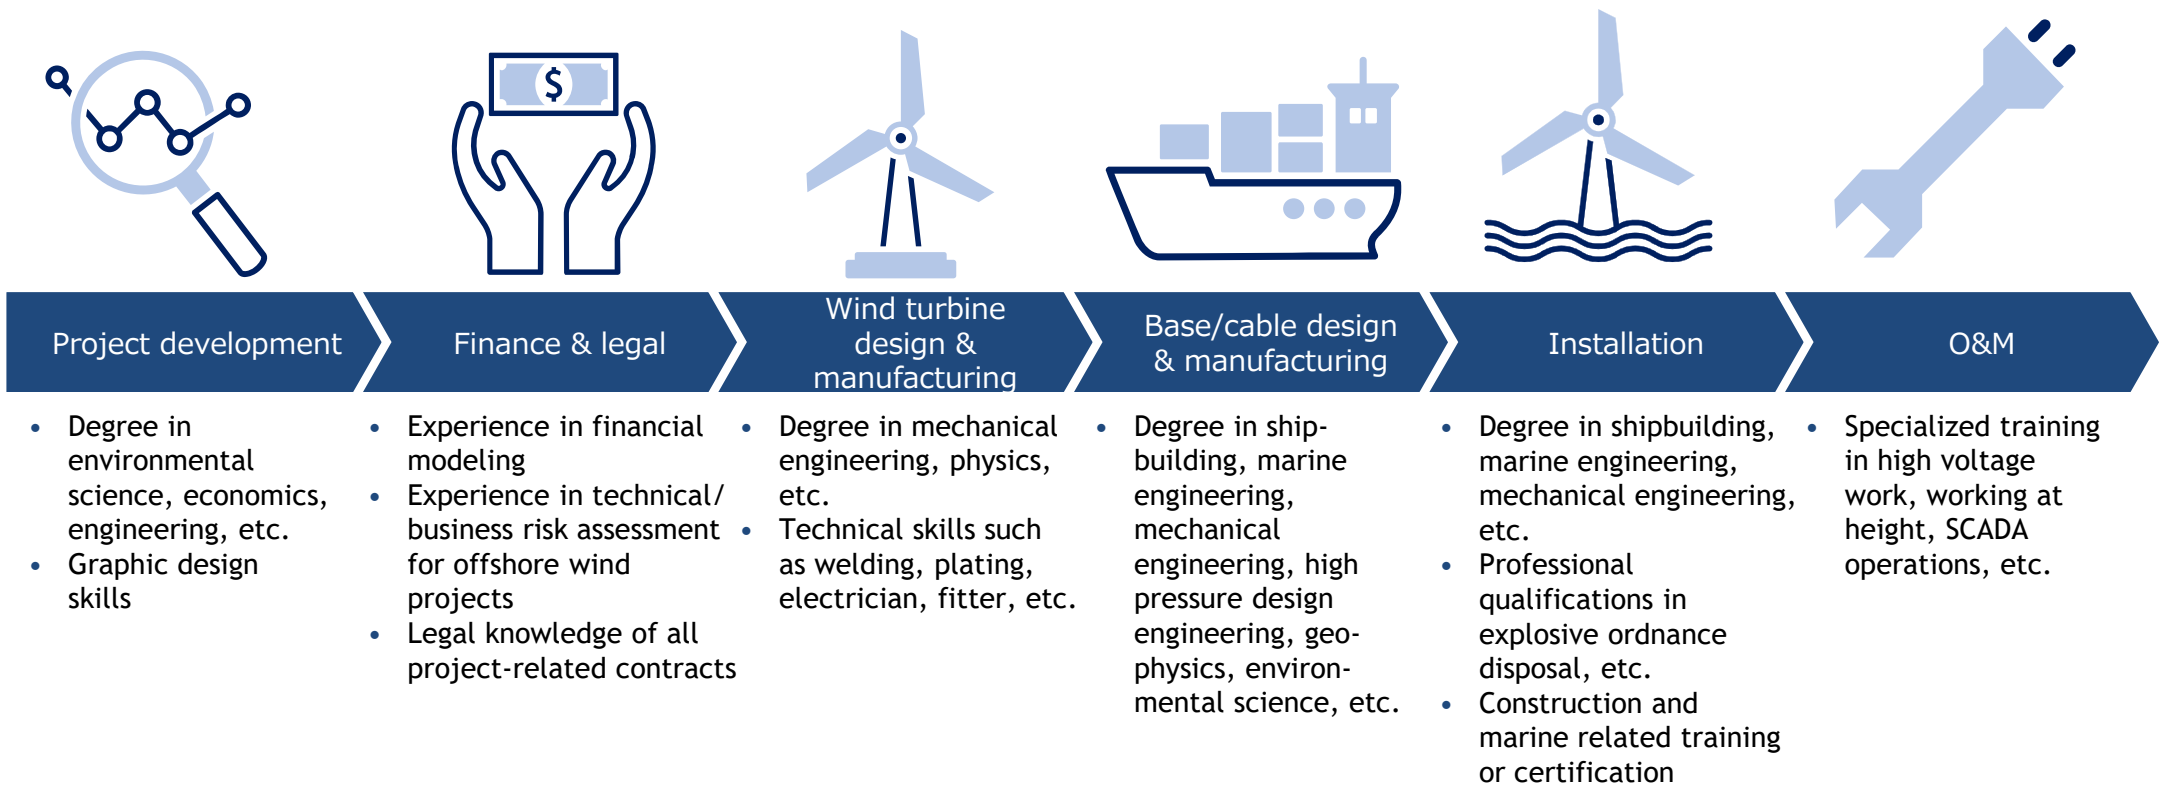 $
Project development
Finance & legal
Wind turbine
design &
manufacturing
Base/cable design
& manufacturing
Installation
O&M
• Degree in
environmental
science, economics,
engineering, etc.
• Graphic design
skills
• Experience in financial
modeling
• Experience in technical/
business risk assessment
for offshore wind
projects
• Legal knowledge of all
project-related contracts
• Degree in mechanical
engineering, physics,
etc.
• Technical skills such
as welding, plating,
electrician, fitter, etc.
• Degree in ship-
building, marine
engineering,
mechanical
engineering, high
pressure design
engineering, geo-
physics, environ-
mental science, etc.
• Degree in shipbuilding,
marine engineering,
mechanical engineering,
etc.
• Professional
qualifications in
explosive ordnance
disposal, etc.
• Construction and
marine related training
or certification
• Specialized training
in high voltage
work, working at
height, SCADA
operations, etc.